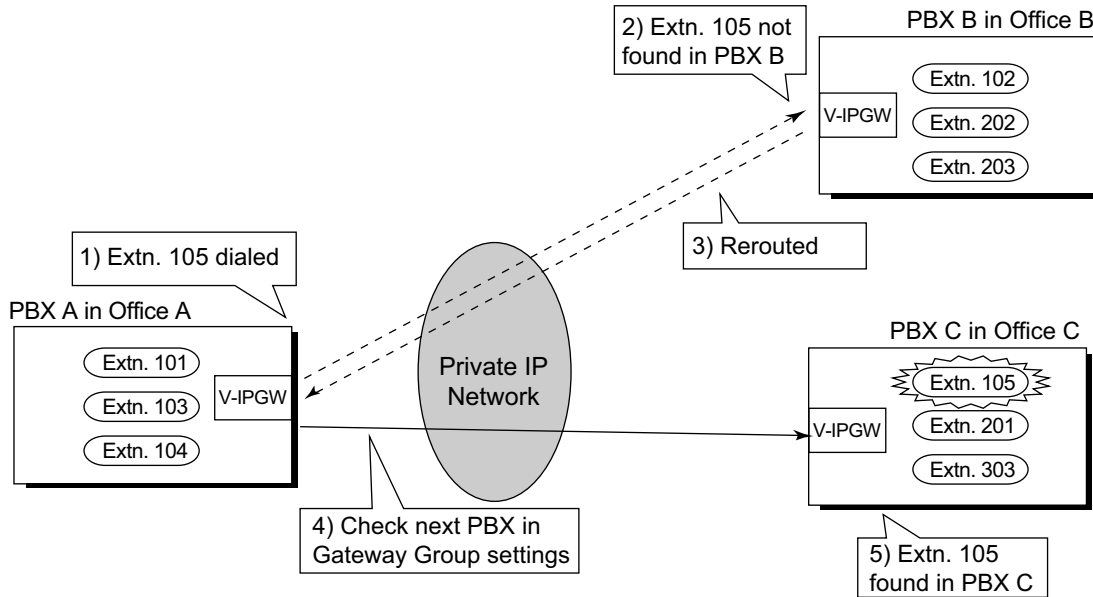 PBX B in Office B
2) Extn. 105 not
found in PBX B
Extn. 102
V-IPGW
Extn. 202
Extn. 203
3) Rerouted
1) Extn. 105 dialed
PBX A in Office A
Extn. 101
V-IPGW
Extn. 103
Extn. 104
Private IP
Network
PBX C in Office C
Extn. 105
V-IPGW
Extn. 201
Extn. 303
4) Check next PBX in
Gateway Group settings
5) Extn. 105
found in PBX C